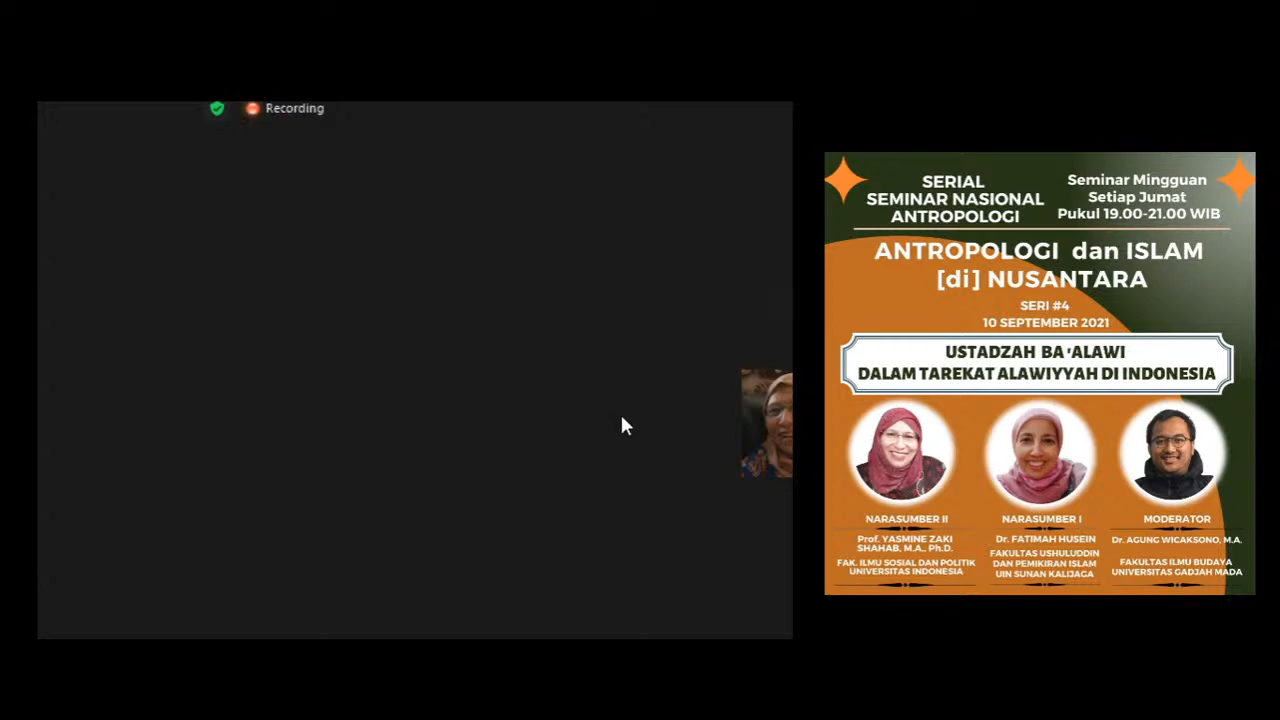 Recording
SERIAL
SEMINAR NASIONAL
ANTROPOLOGI
Seminar Mingguan
Setiap Jumat
Pukul 19.00-21.00 WIB
ANTROPOLOGI dan ISLAM
[di] NUSANTARA
SERI #4
10 SEPTEMBER 2021
USTADZAH BA'ALAWI
DALAM TAREKAT ALAWIYYAH DI INDONESIA
NARASUMBER II
Prof. YASMINE ZAKI
SHAHAB, M.A., Ph.D.
FAK. ILMU SOSIAL DAN POLITIK
UNIVERSITAS INDONESIA
NARASUMBER I
Dr. FATIMAH HUSEIN
FAKULTAS USHULUDDIN
DAN PEMIKIRAN ISLAM
UIN SUNAN KALIJAGA
MODERATOR
Dr. AGUNG WICAKSONO, M.A.
FAKULTAS ILMU BUDAYA
UNIVERSITAS GADJAH MADA